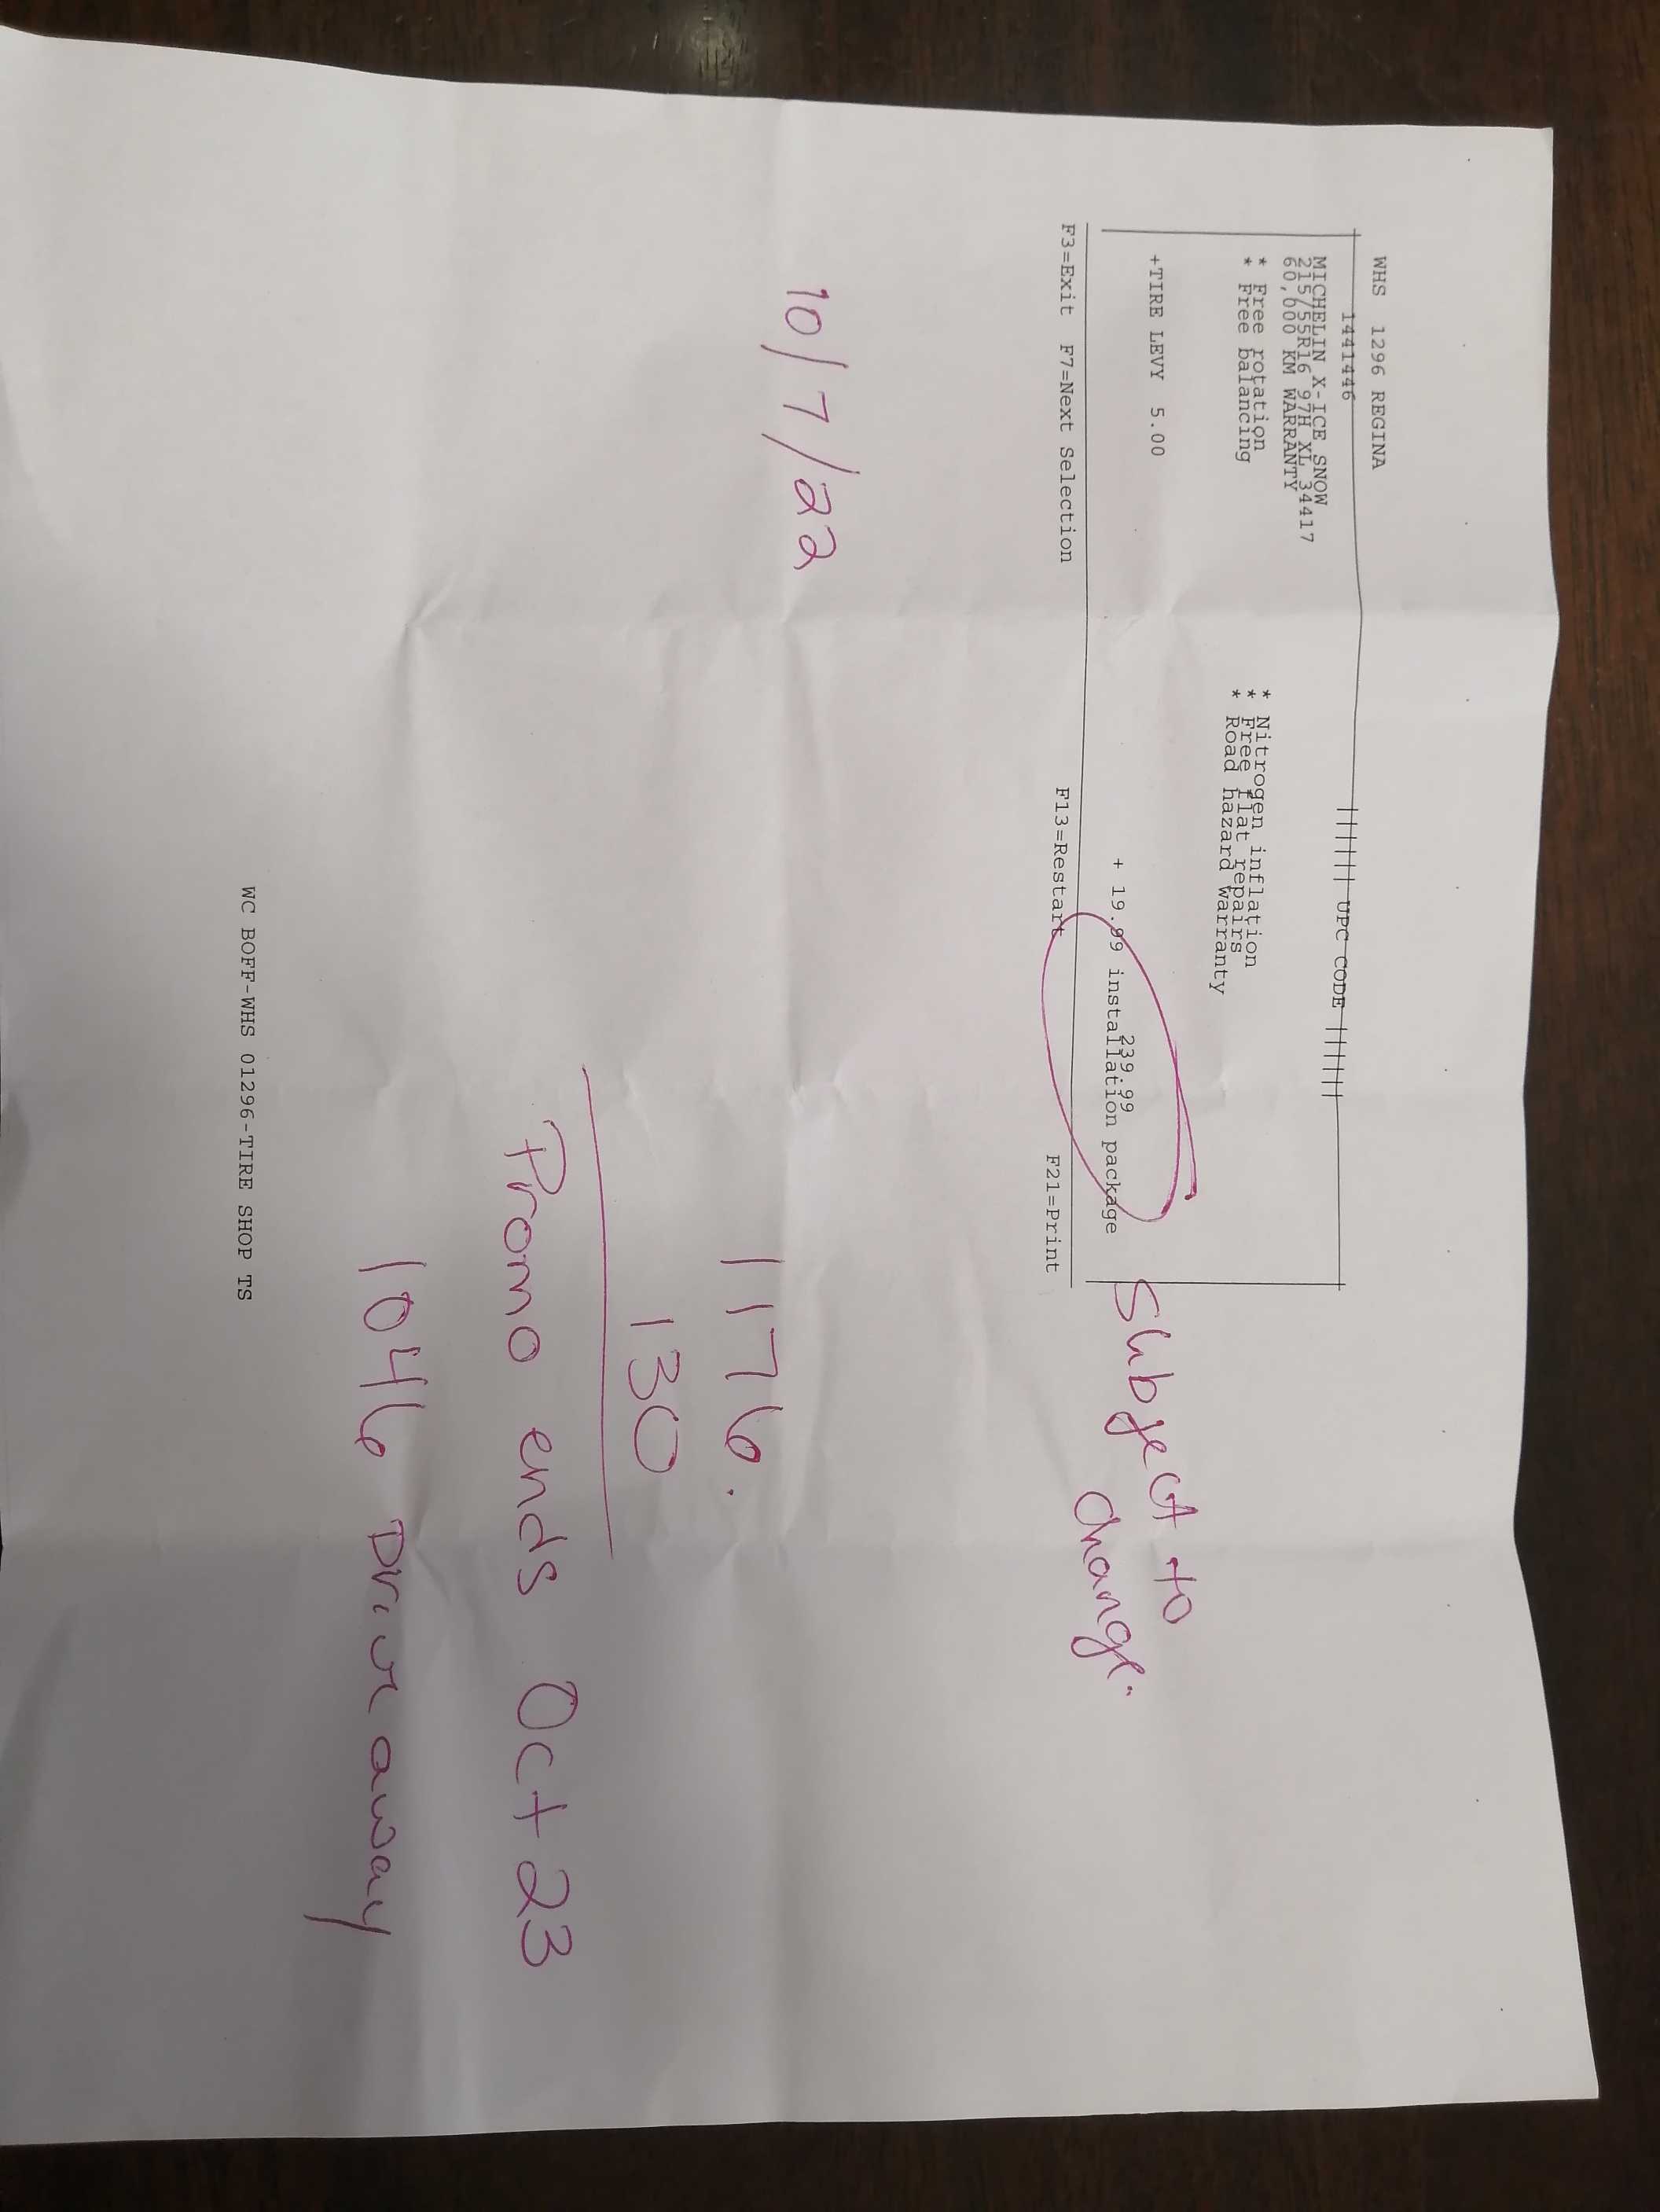 WHS 1296 REGINA
1441446
|||||| UPC CODE ||||||
MICHELIN X-ICE SNOW
215/55R16 97H XL 34417
60,000 KM WARRANTY
* Free rotation
* Free balancing
* Nitrogen inflation
* Free flat repairs
* Road hazard warranty
+TIRE LEVY 5.00
239.99
+ 19.99 installation package
Subject to
change.
F3=Exit F7=Next Selection F13=Restart F21=Print
10/7/22
1176.
130
Promo ends Oct 23
1046 Drive away
WC BOFF-WHS 01296-TIRE SHOP TS